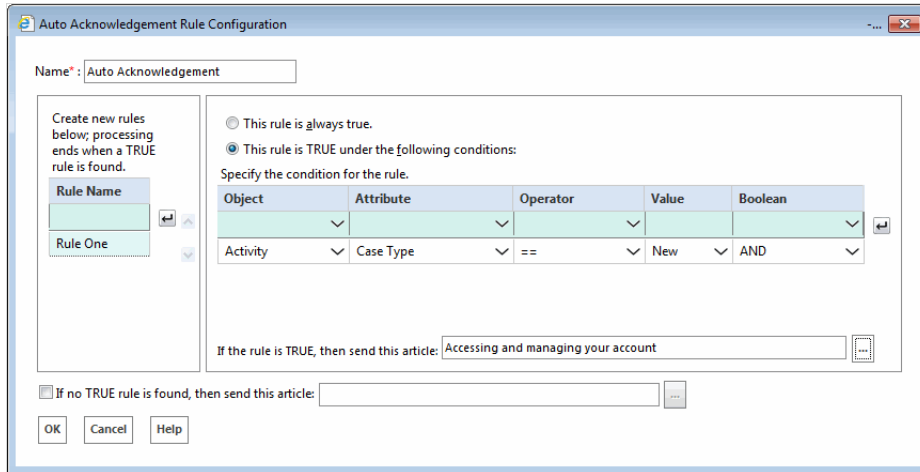 Auto Acknowledgement Rule Configuration
-...
Name* : Auto Acknowledgement
Create new rules
below; processing
ends when a TRUE
rule is found.
Rule Name
Rule One
This rule is always true.
This rule is TRUE under the following conditions:
Specify the condition for the rule.
Object Attribute Operator Value Boolean
Activity Case Type == New AND
If the rule is TRUE, then send this article: Accessing and managing your account ...
If no TRUE rule is found, then send this article: ...
OK Cancel Help